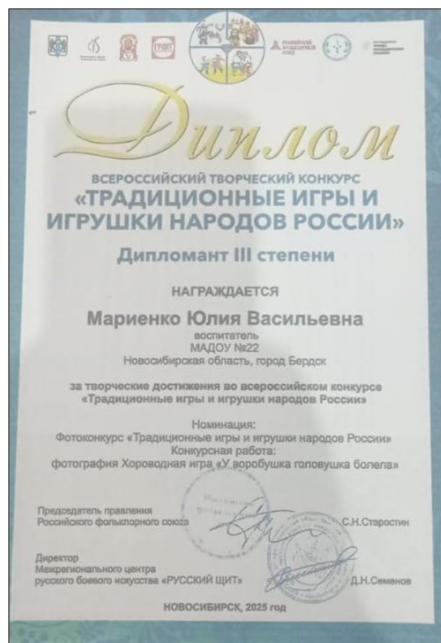 Диплом
ВСЕРОССИЙСКИЙ ТВОРЧЕСКИЙ КОНКУРС
«ТРАДИЦИОННЫЕ ИГРЫ И
ИГРУШКИ НАРОДОВ РОССИИ»
Дипломант III степени
НАГРАЖДАЕТСЯ
Мариенко Юлия Васильевна
воспитатель
МАДОУ №22
Новосибирская область, город Бердск
за творческие достижения во всероссийском конкурсе
«Традиционные игры и игрушки народов России»
Номинация:
Фотоконкурс «Традиционные игры и игрушки народов России»
Конкурсная работа:
фотография Хороводная игра «У воробушка головушка болела»
Председатель правления
Российского фольклорного союза
С.Н.Старостин
Директор
Межрегионального центра
русского боевого искусства «РУССКИЙ ЩИТ»
Д.Н.Семенов
НОВОСИБИРСК, 2025 год